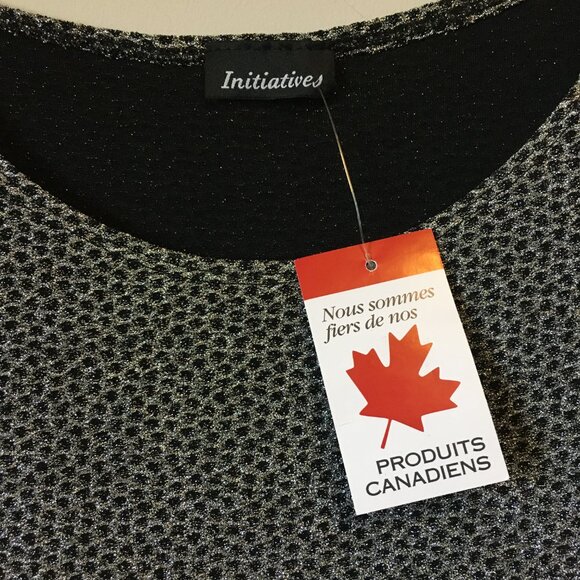 Initiatives
Nous sommes
fiers de nos
PRODUITS
CANADIENS